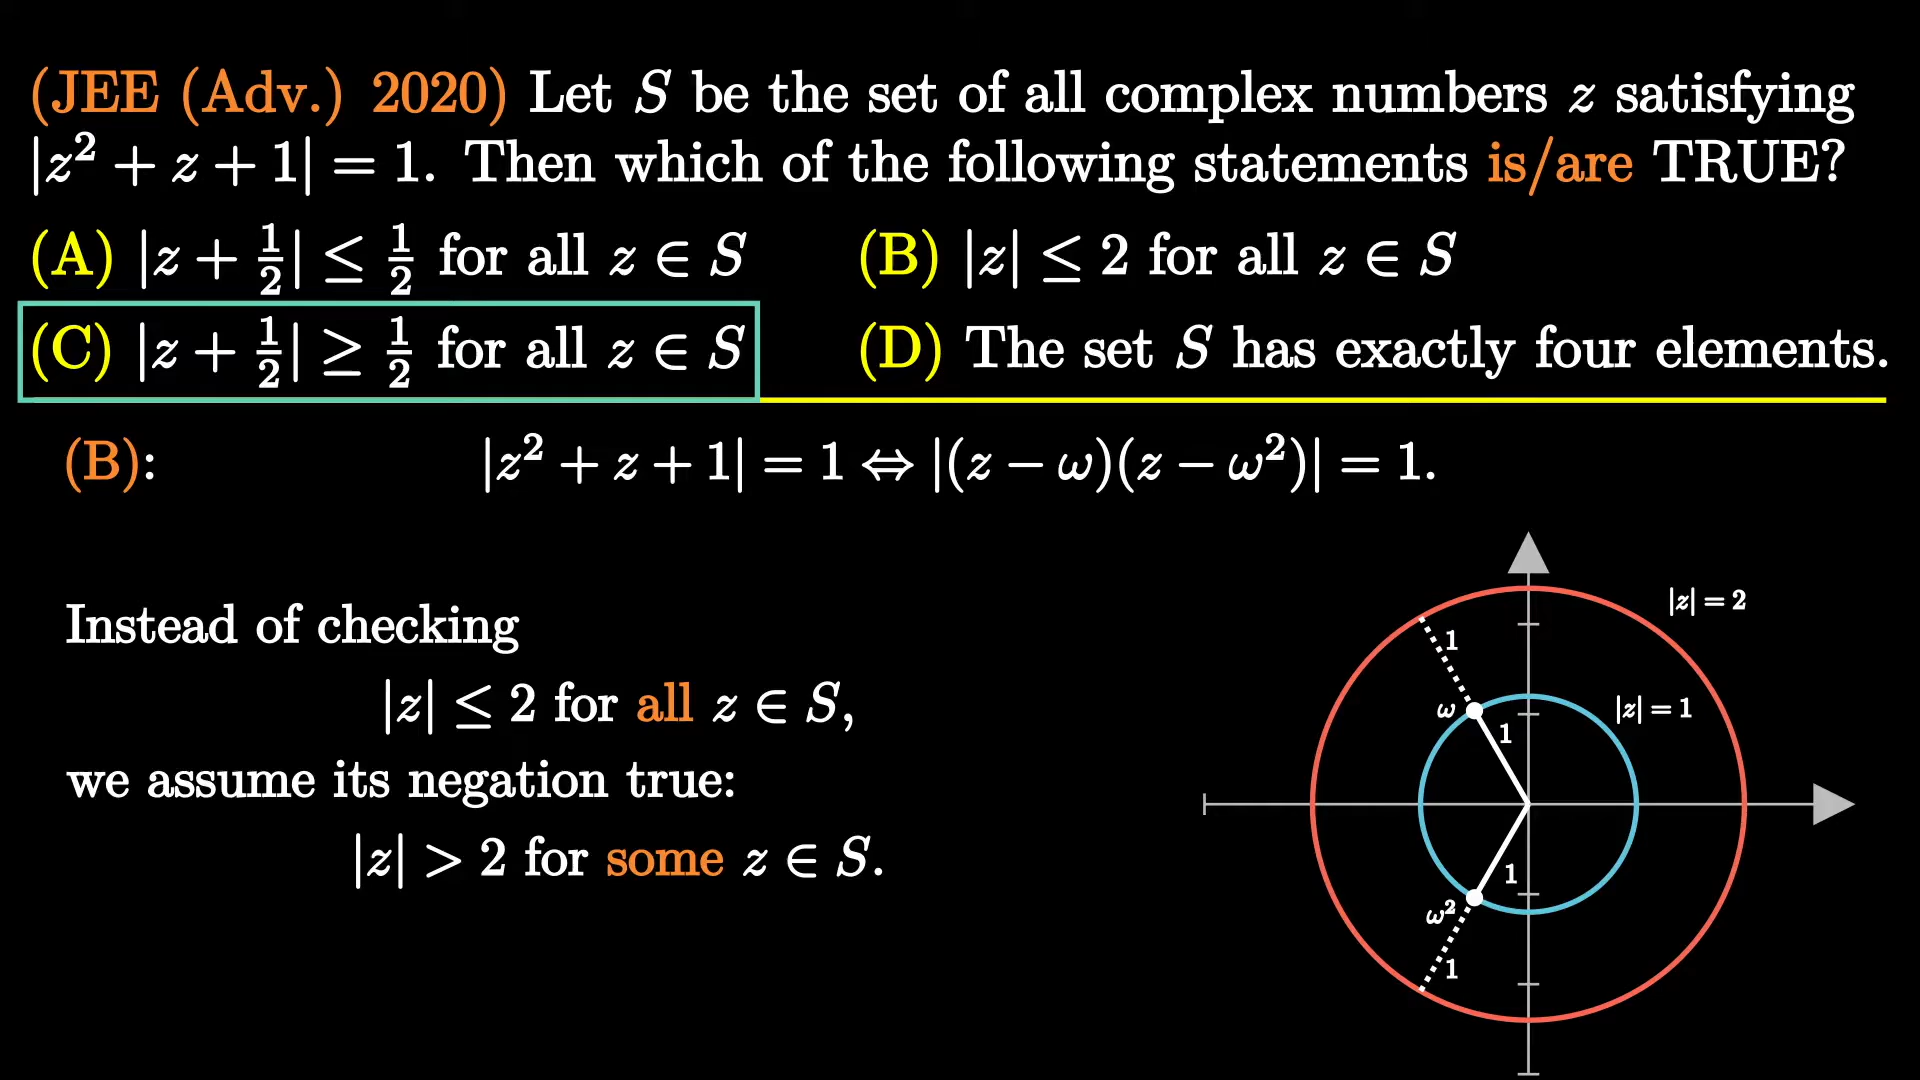 (JEE (Adv.) 2020) Let S be the set of all complex numbers z satisfying
|z² + z + 1| = 1. Then which of the following statements is/are TRUE?
(A) |z + 1/2| ≤ 1/2 for all z ∈ S (B) |z| ≤ 2 for all z ∈ S
(C) |z + 1/2| ≥ 1/2 for all z ∈ S (D) The set S has exactly four elements.
(B): |z² + z + 1| = 1 ⇔ |(z − ω)(z − ω²)| = 1.
Instead of checking
|z| ≤ 2 for all z ∈ S,
we assume its negation true:
|z| > 2 for some z ∈ S.
|z| = 2
1
|z| = 1
ω
1
1
ω²
1